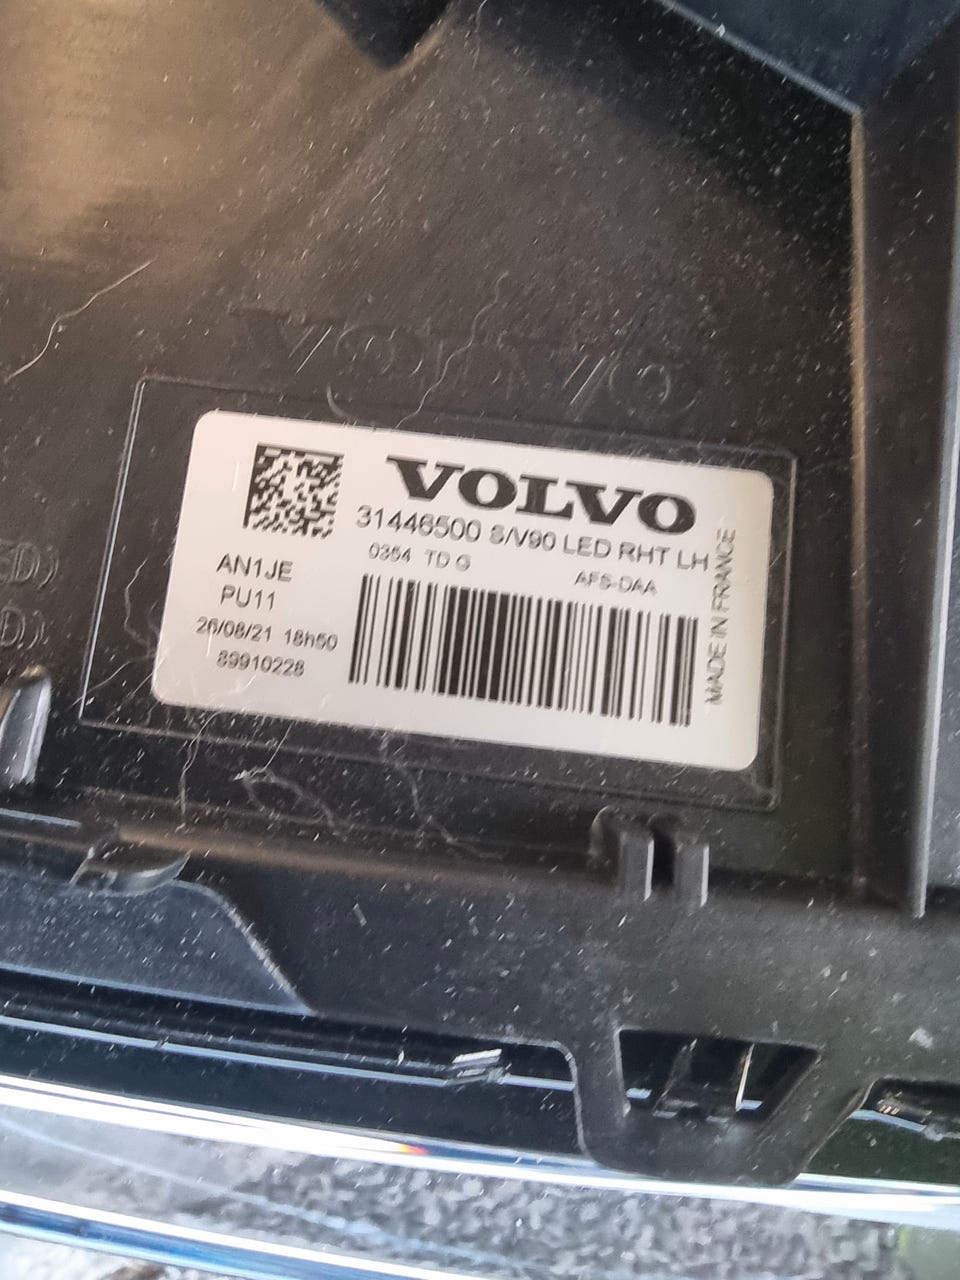 VOLVO
VOLVO
31446500 S/V90 LED RHT LH
0354 TD G AFS-DAA
AN1JE
PU11
26/08/21 18h50
89910228
MADE IN FRANCE